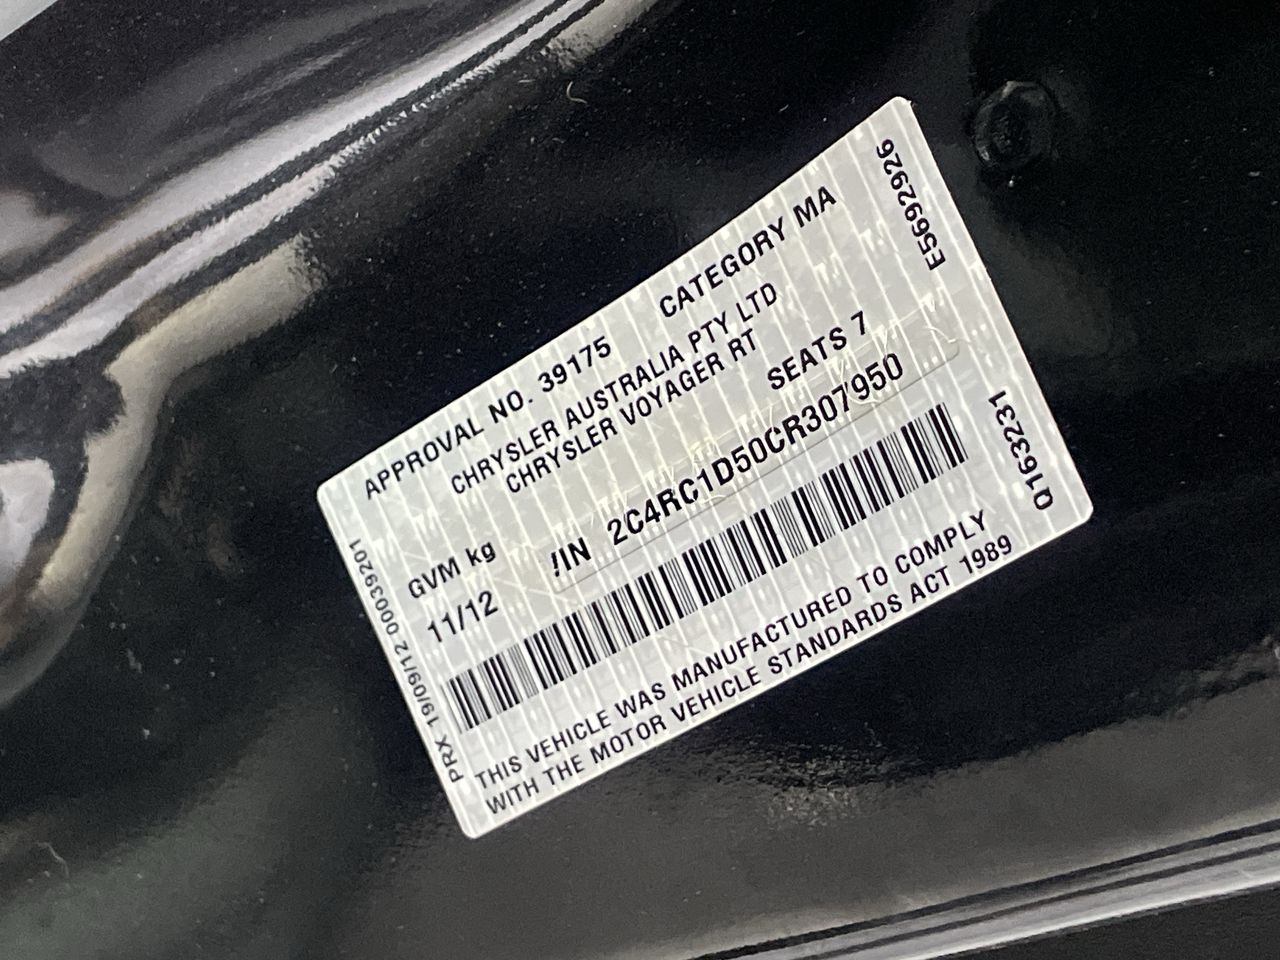 APPROVAL NO. 39175 CATEGORY MA
CHRYSLER AUSTRALIA PTY LTD
CHRYSLER VOYAGER RT
GVM kg SEATS 7
11/12 VIN 2C4RC1D50CR307950
THIS VEHICLE WAS MANUFACTURED TO COMPLY
WITH THE MOTOR VEHICLE STANDARDS ACT 1989
PRX 19/09/12 00039201
E5692926
Q163231